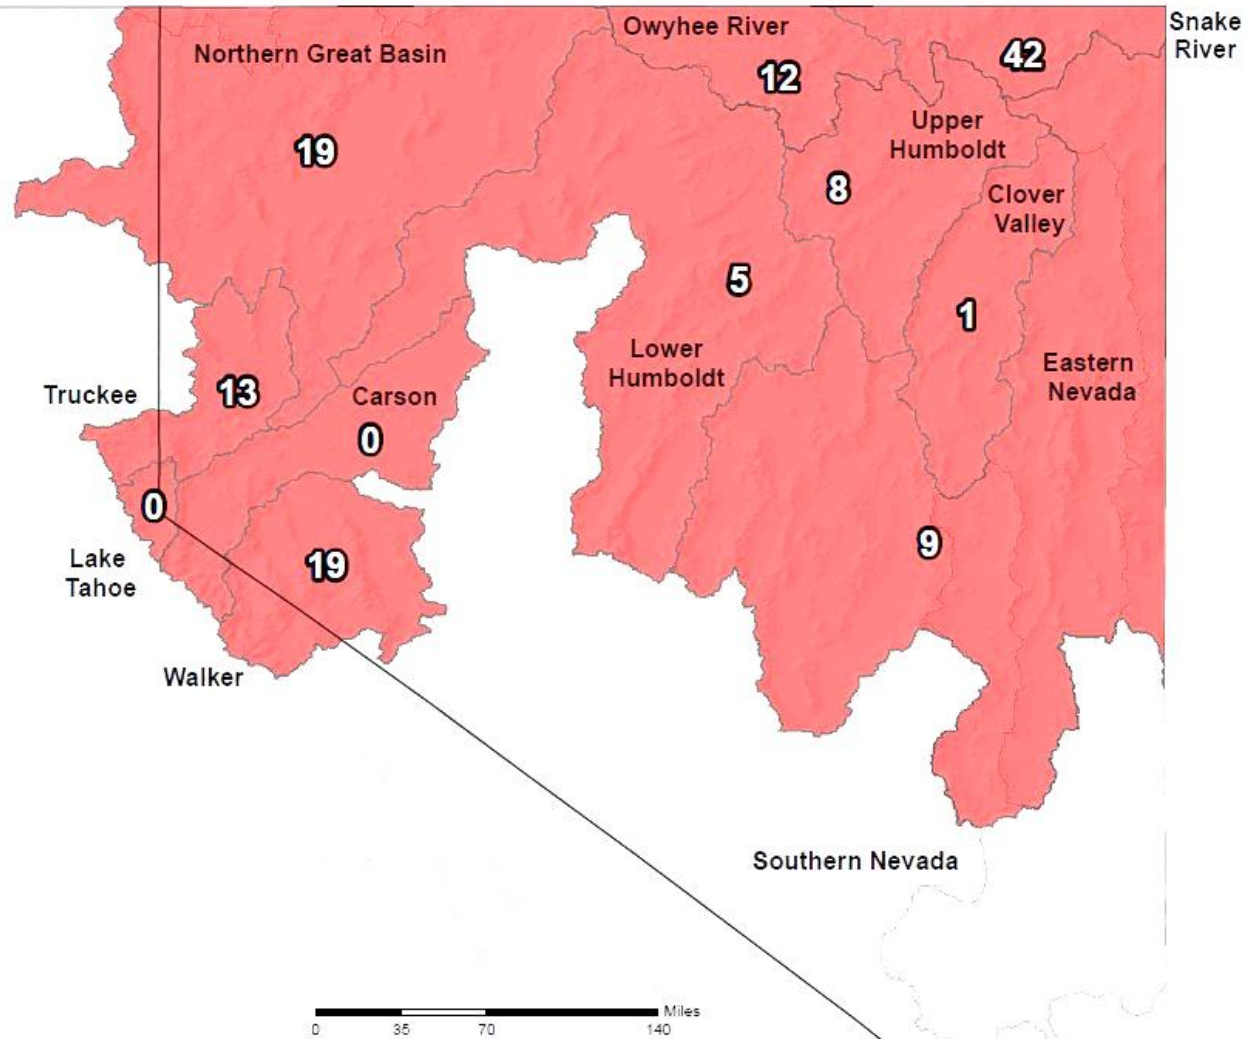 Owyhee River
Snake
River
Northern Great Basin
42
12
Upper
Humboldt
19
8
Clover
Valley
5
1
Lower
Humboldt
Eastern
Nevada
Truckee
13
Carson
0
0
9
Lake
Tahoe
19
Walker
Southern Nevada
Miles
0 35 70 140